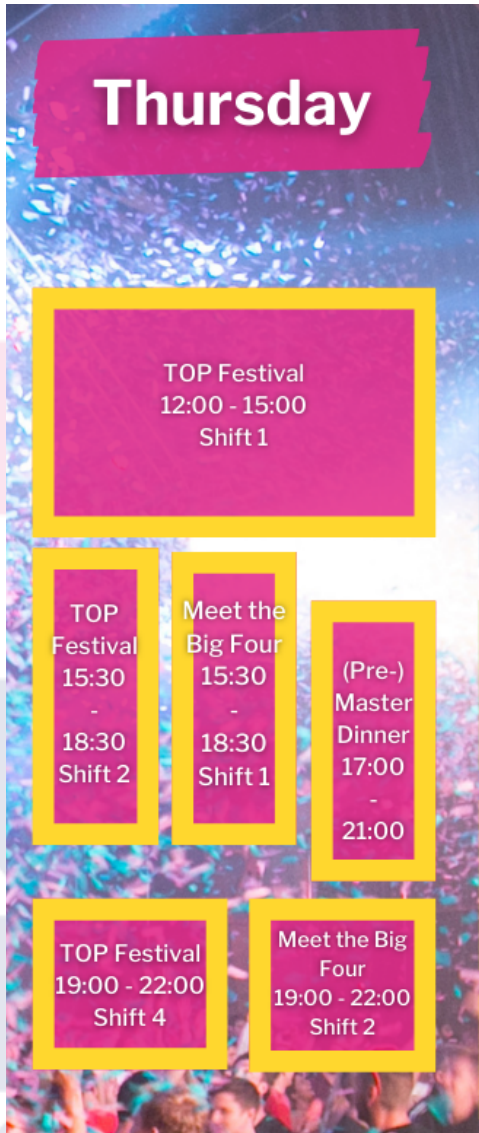 Thursday
TOP Festival
12:00 - 15:00
Shift 1
TOP
Festival
15:30
-
18:30
Shift 2
Meet the
Big Four
15:30
-
18:30
Shift 1
(Pre-)
Master
Dinner
17:00
-
21:00
TOP Festival
19:00 - 22:00
Shift 4
Meet the Big
Four
19:00 - 22:00
Shift 2